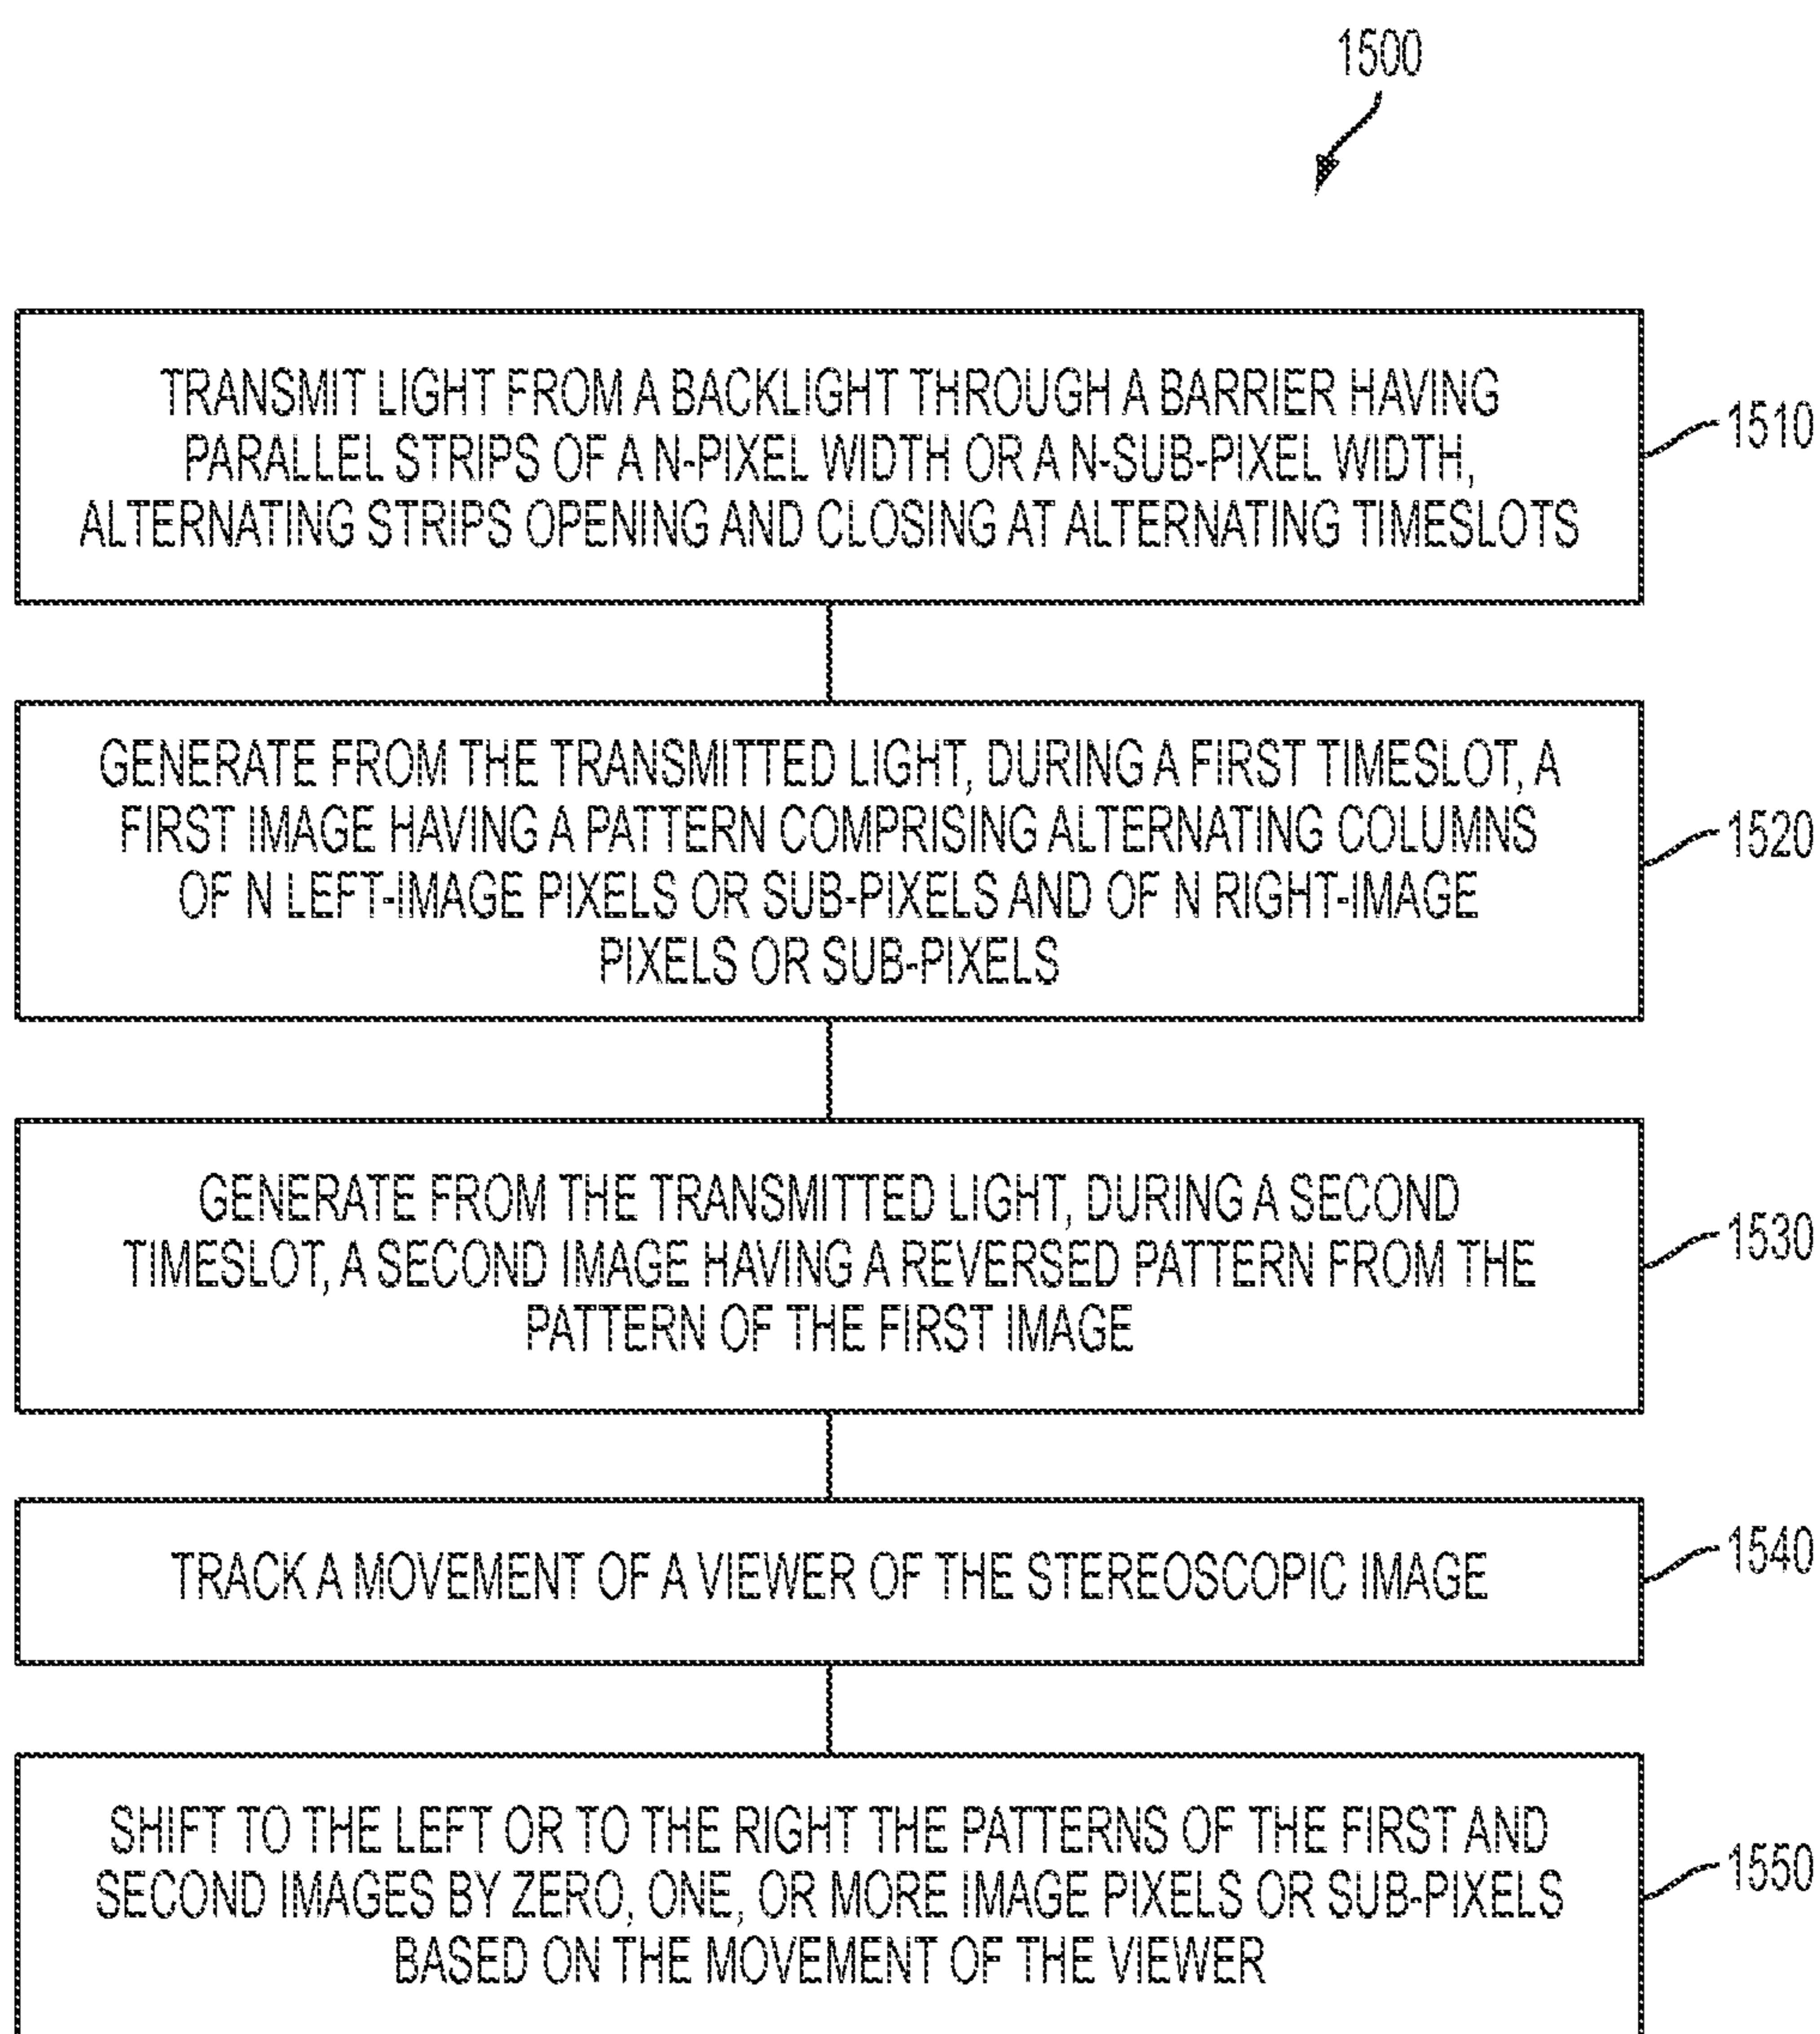 1500
TRANSMIT LIGHT FROM A BACKLIGHT THROUGH A BARRIER HAVING
PARALLEL STRIPS OF A N-PIXEL WIDTH OR A N-SUB-PIXEL WIDTH,
ALTERNATING STRIPS OPENING AND CLOSING AT ALTERNATING TIMESLOTS
1510
GENERATE FROM THE TRANSMITTED LIGHT, DURING A FIRST TIMESLOT, A
FIRST IMAGE HAVING A PATTERN COMPRISING ALTERNATING COLUMNS
OF N LEFT-IMAGE PIXELS OR SUB-PIXELS AND OF N RIGHT-IMAGE
PIXELS OR SUB-PIXELS
1520
GENERATE FROM THE TRANSMITTED LIGHT, DURING A SECOND
TIMESLOT, A SECOND IMAGE HAVING A REVERSED PATTERN FROM THE
PATTERN OF THE FIRST IMAGE
1530
TRACK A MOVEMENT OF A VIEWER OF THE STEREOSCOPIC IMAGE
1540
SHIFT TO THE LEFT OR TO THE RIGHT THE PATTERNS OF THE FIRST AND
SECOND IMAGES BY ZERO, ONE, OR MORE IMAGE PIXELS OR SUB-PIXELS
BASED ON THE MOVEMENT OF THE VIEWER
1550